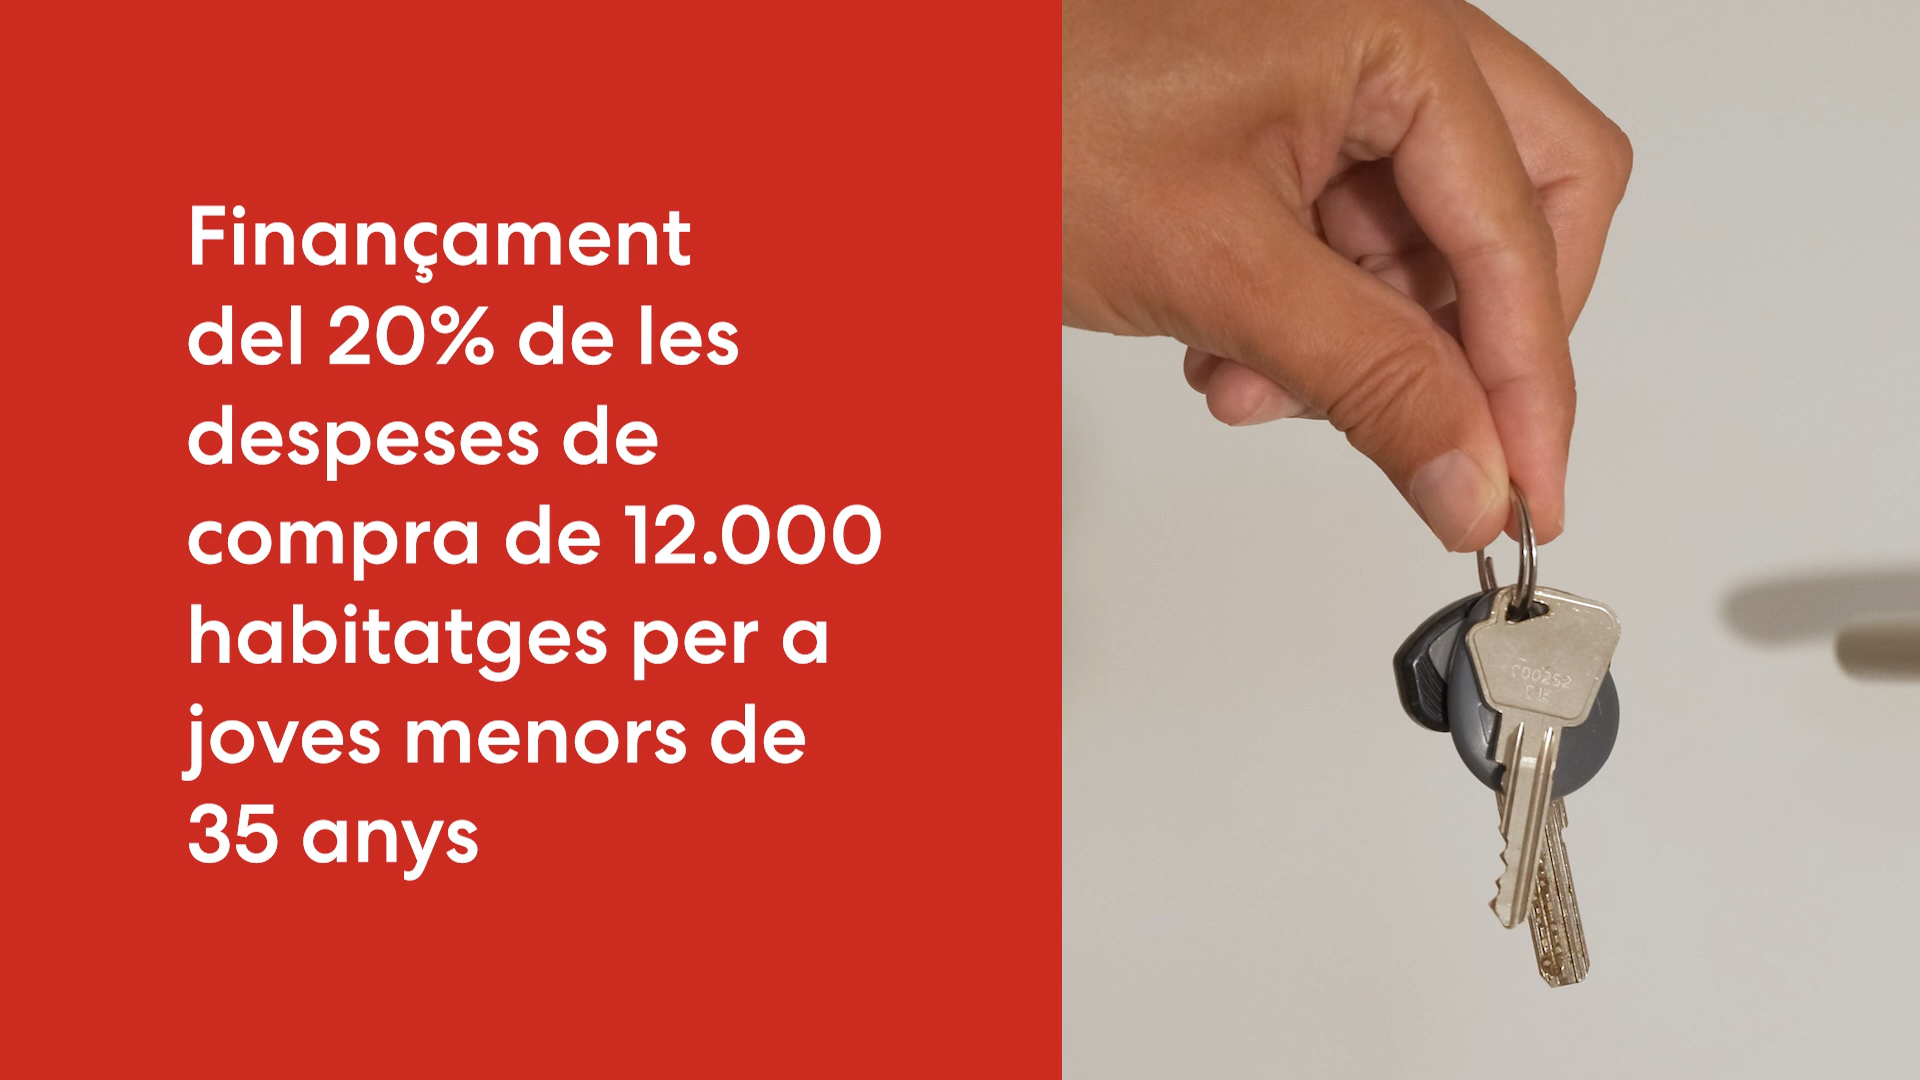 Finançament
del 20% de les
despeses de
compra de 12.000
habitatges per a
joves menors de
35 anys